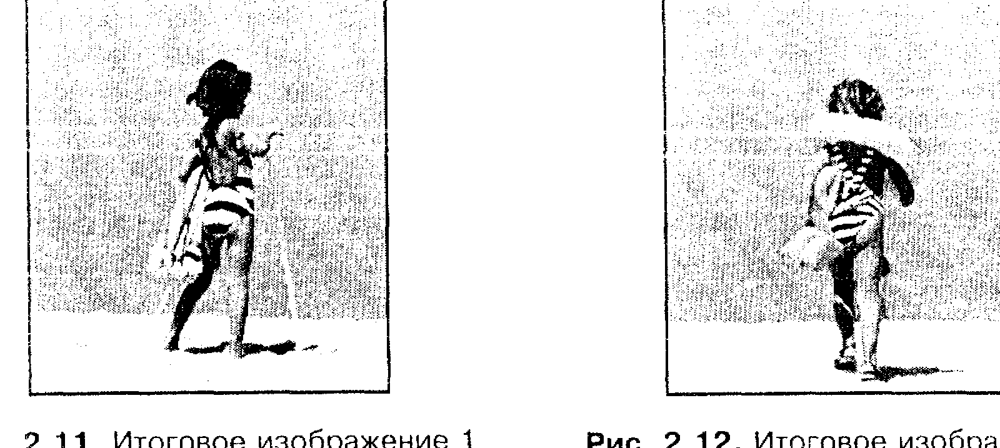 2.11. Итоговое изображение 1
Рис. 2.12. Итоговое изобра